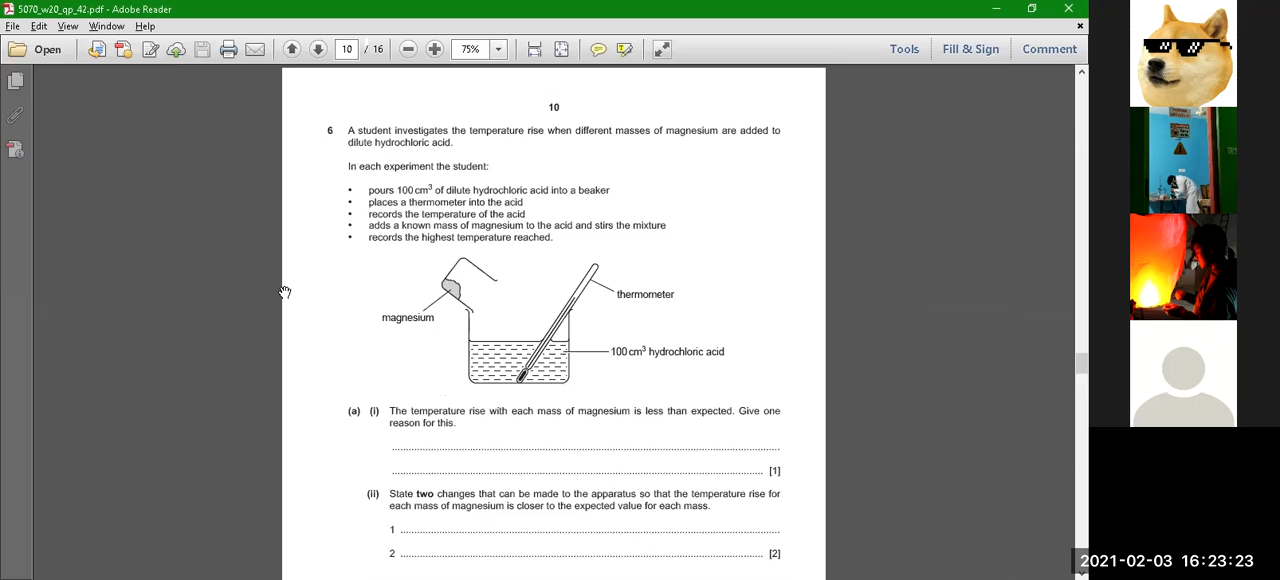 5070_w20_qp_42.pdf - Adobe Reader
File Edit View Window Help
Open 10 / 16 75% Tools Fill & Sign Comment
10
6 A student investigates the temperature rise when different masses of magnesium are added to
dilute hydrochloric acid.
In each experiment the student:
• pours 100 cm³ of dilute hydrochloric acid into a beaker
• places a thermometer into the acid
• records the temperature of the acid
• adds a known mass of magnesium to the acid and stirs the mixture
• records the highest temperature reached.
thermometer
magnesium
100 cm³ hydrochloric acid
(a) (i) The temperature rise with each mass of magnesium is less than expected. Give one
reason for this.
[1]
(ii) State two changes that can be made to the apparatus so that the temperature rise for
each mass of magnesium is closer to the expected value for each mass.
1
2 [2]
2021-02-03 16:23:23